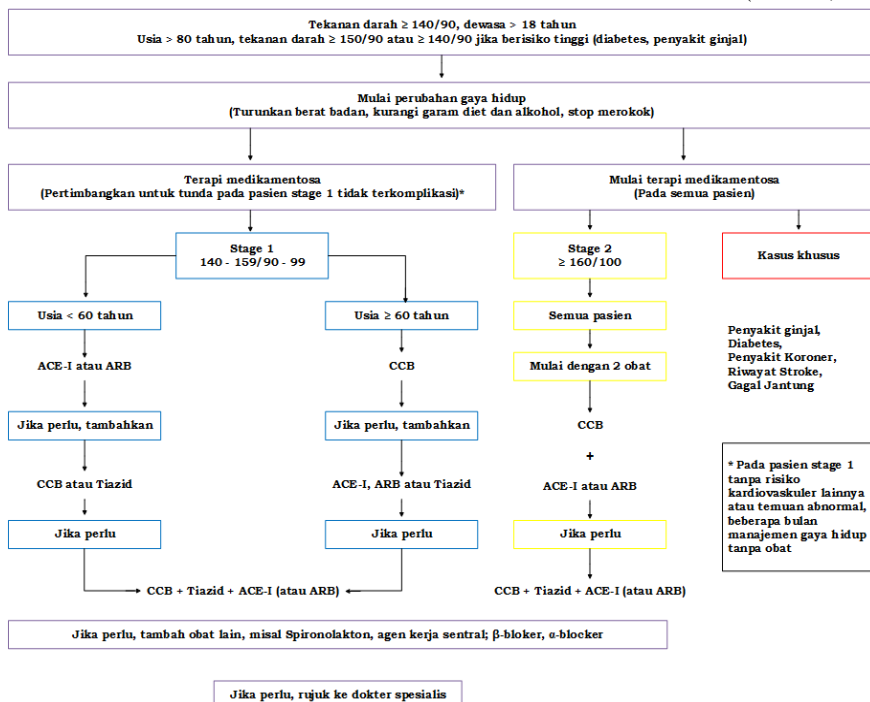 Tekanan darah ≥ 140/90, dewasa > 18 tahun
Usia > 80 tahun, tekanan darah ≥ 150/90 atau ≥ 140/90 jika berisiko tinggi (diabetes, penyakit ginjal)
Mulai perubahan gaya hidup
(Turunkan berat badan, kurangi garam diet dan alkohol, stop merokok)
Terapi medikamentosa
(Pertimbangkan untuk tunda pada pasien stage 1 tidak terkomplikasi)*
Mulai terapi medikamentosa
(Pada semua pasien)
Stage 1
140 - 159/90 - 99
Stage 2
≥ 160/100
Kasus khusus
Usia < 60 tahun
Usia ≥ 60 tahun
Semua pasien
Penyakit ginjal,
Diabetes,
Penyakit Koroner,
Riwayat Stroke,
Gagal Jantung
ACE-I atau ARB
CCB
Mulai dengan 2 obat
Jika perlu, tambahkan
Jika perlu, tambahkan
CCB
+
ACE-I atau ARB
CCB atau Tiazid
ACE-I, ARB atau Tiazid
* Pada pasien stage 1
tanpa risiko
kardiovaskuler lainnya
atau temuan abnormal,
beberapa bulan
manajemen gaya hidup
tanpa obat
Jika perlu
Jika perlu
Jika perlu
CCB + Tiazid + ACE-I (atau ARB)
CCB + Tiazid + ACE-I (atau ARB)
Jika perlu, tambah obat lain, misal Spironolakton, agen kerja sentral; β-bloker, α-blocker
Jika perlu, rujuk ke dokter spesialis